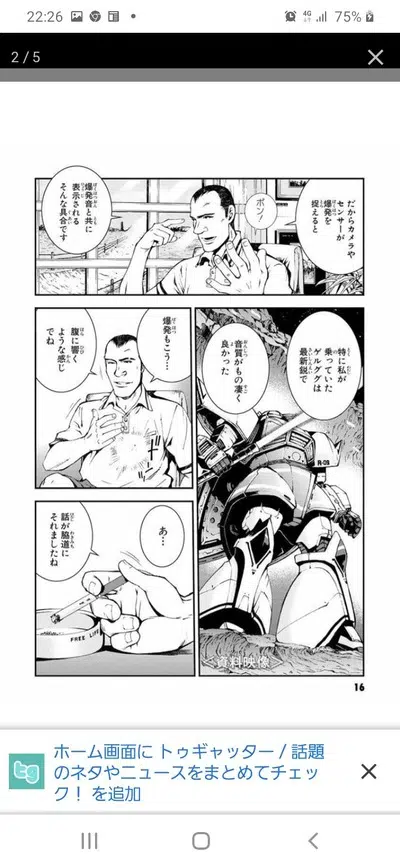 22:26
4G
75%
2 / 5
だからカメラや
センサーが
爆発を
捉えると
ボン!
爆発音と共に
表示される
そんな具合です
特に私が
乗っていた
ゲルググは
最新鋭で
音質がもの凄く
良かった
R-08
<資料映像>
爆発もこう…
腹に響く
ような感じ
でね
あ…
話が脇道に
それましたね
FREE LIFE
16
ホーム画面に トゥギャッター / 話題
のネタやニュースをまとめてチェッ
ク! を追加
tg